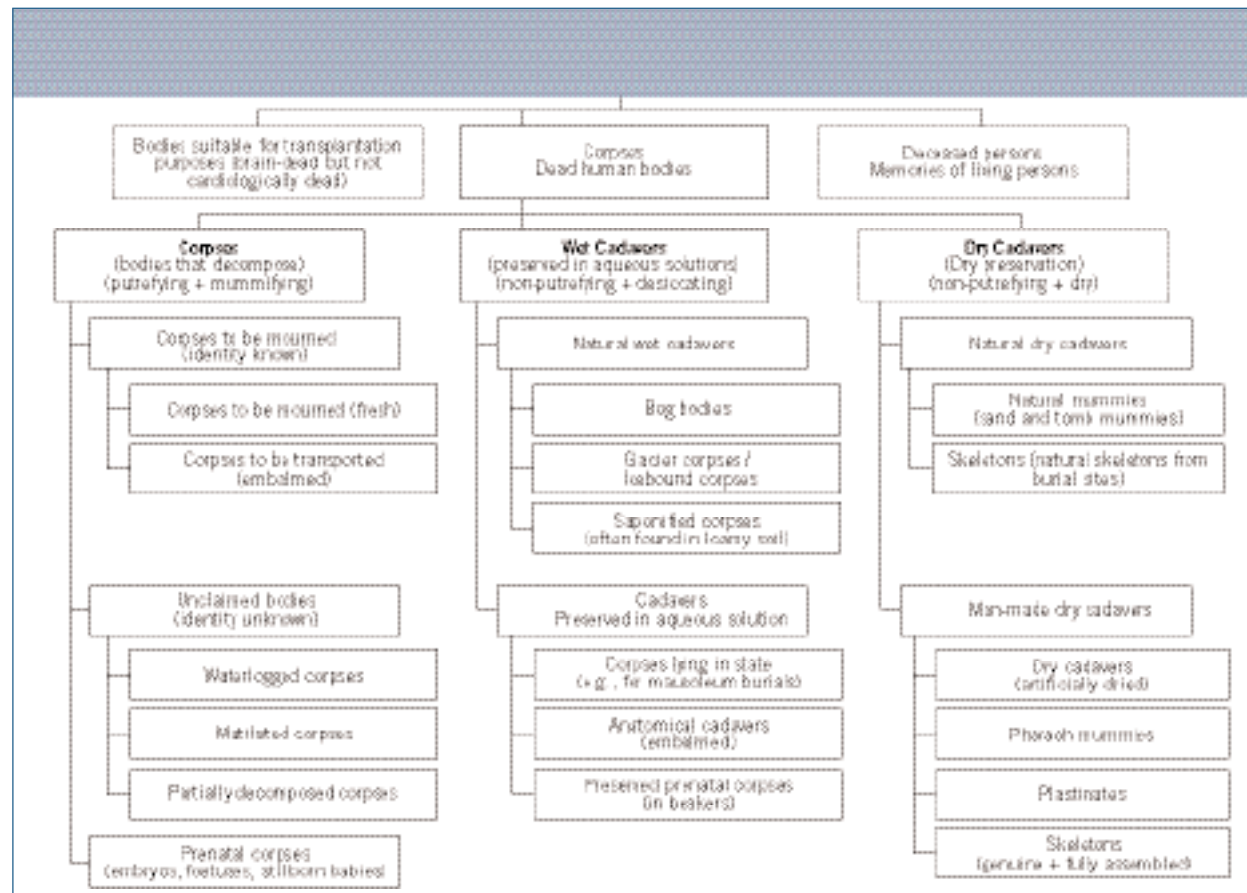 Bodies suitable for transplantation
purposes (brain-dead but not
cardiologically dead)
Corpses
Dead human bodies
Deceased persons
Memories of living persons
Corpses
(bodies that decompose)
(putrefying + mummifying)
Wet Cadavers
(preserved in aqueous solutions)
(non-putrefying + desiccating)
Dry Cadavers
(Dry preservation)
(non-putrefying + dry)
Corpses to be mourned
(identity known)
Corpses to be mourned (fresh)
Corpses to be transported
(embalmed)
Unclaimed bodies
(identity unknown)
Waterlogged corpses
Mutilated corpses
Partially decomposed corpses
Prenatal corpses
(embryos, foetuses, stillborn babies)
Natural wet cadavers
Bog bodies
Glacier corpses /
Icebound corpses
Saponified corpses
(often found in loamy soil)
Cadavers
Preserved in aqueous solution
Corpses lying in state
(e.g., for mausoleum burials)
Anatomical cadavers
(embalmed)
Preserved prenatal corpses
(in beakers)
Natural dry cadavers
Natural mummies
(sand and tomb mummies)
Skeletons (natural skeletons from
burial sites)
Man-made dry cadavers
Dry cadavers
(artificially dried)
Pharaoh mummies
Plastinates
Skeletons
(genuine + fully assembled)